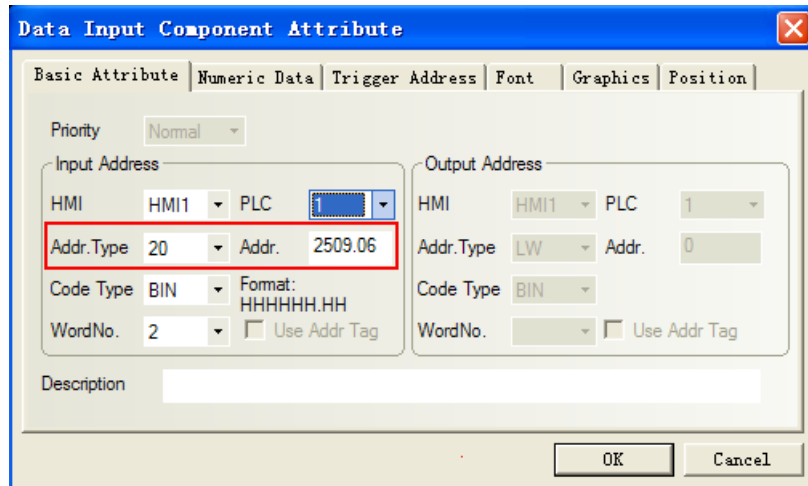 Data Input Component Attribute
Basic Attribute Numeric Data Trigger Address Font Graphics Position
Priority Normal
Input Address
HMI HMI1 PLC 1
Addr.Type 20 Addr. 2509.06
Code Type BIN Format:
HHHHHH.HH
WordNo. 2 Use Addr Tag
Output Address
HMI HMI1 PLC 1
Addr.Type LW Addr. 0
Code Type BIN
WordNo. Use Addr Tag
Description
OK Cancel